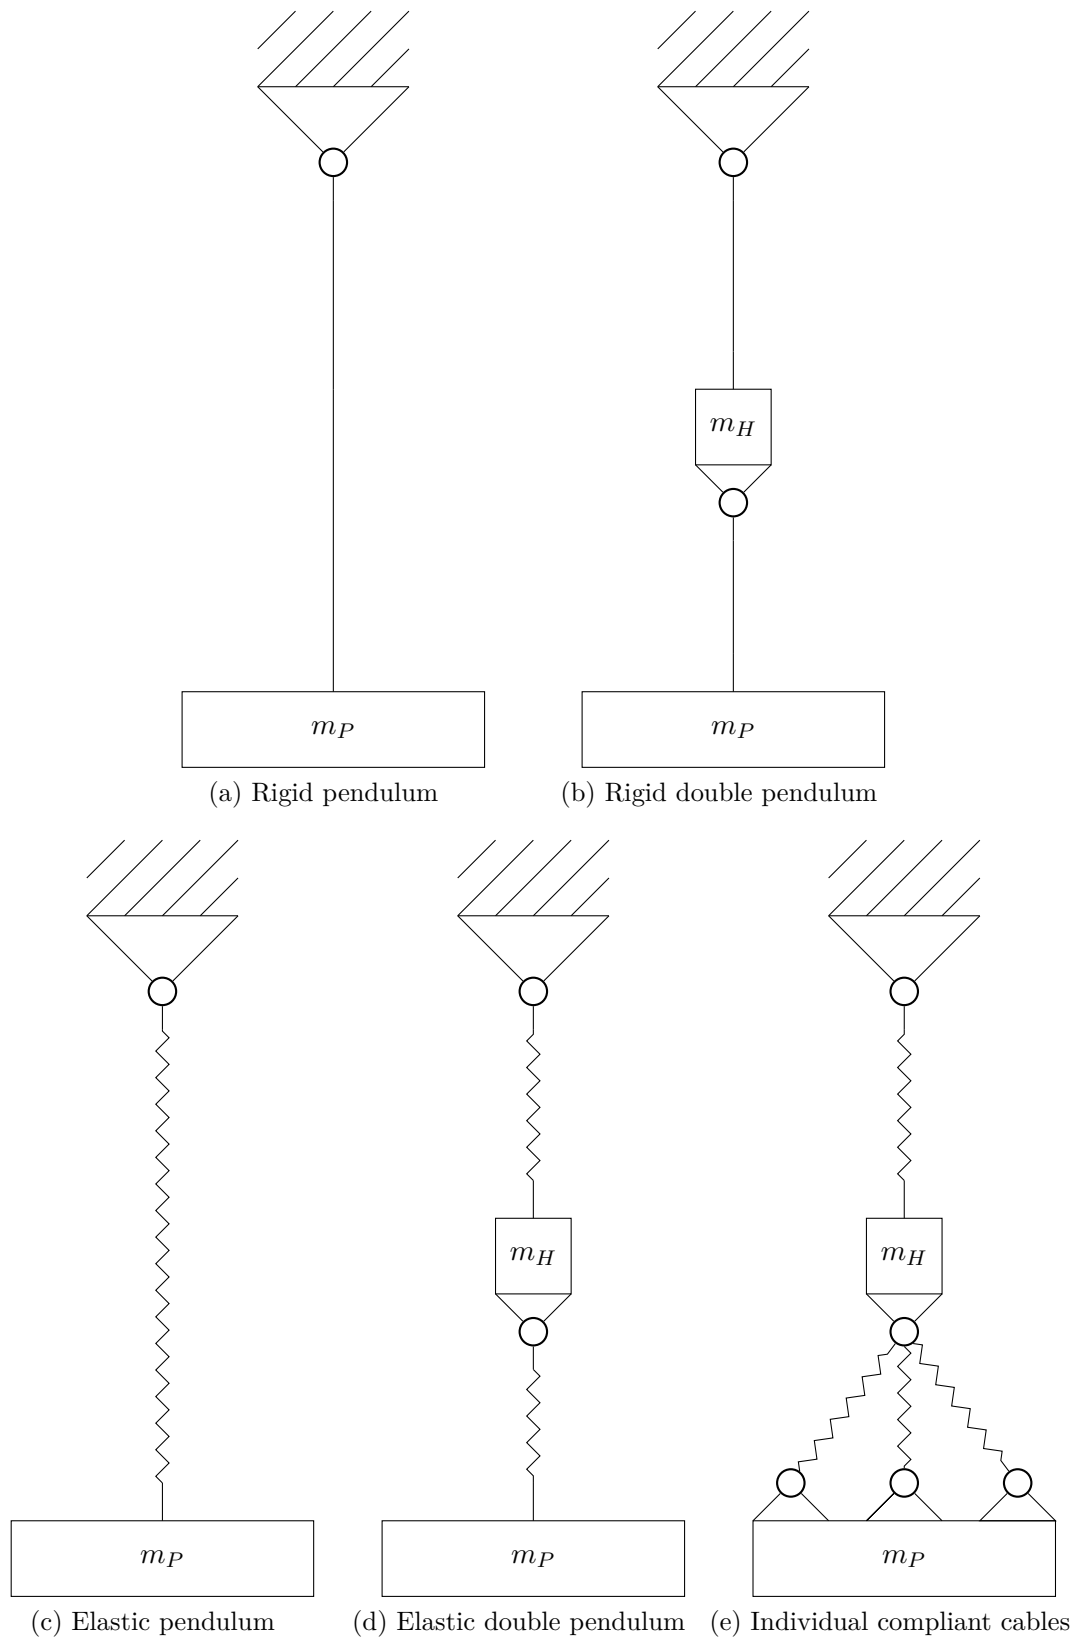 m_H
m_P
m_P
(a) Rigid pendulum
(b) Rigid double pendulum
m_H
m_H
m_P
m_P
m_P
(c) Elastic pendulum
(d) Elastic double pendulum
(e) Individual compliant cables